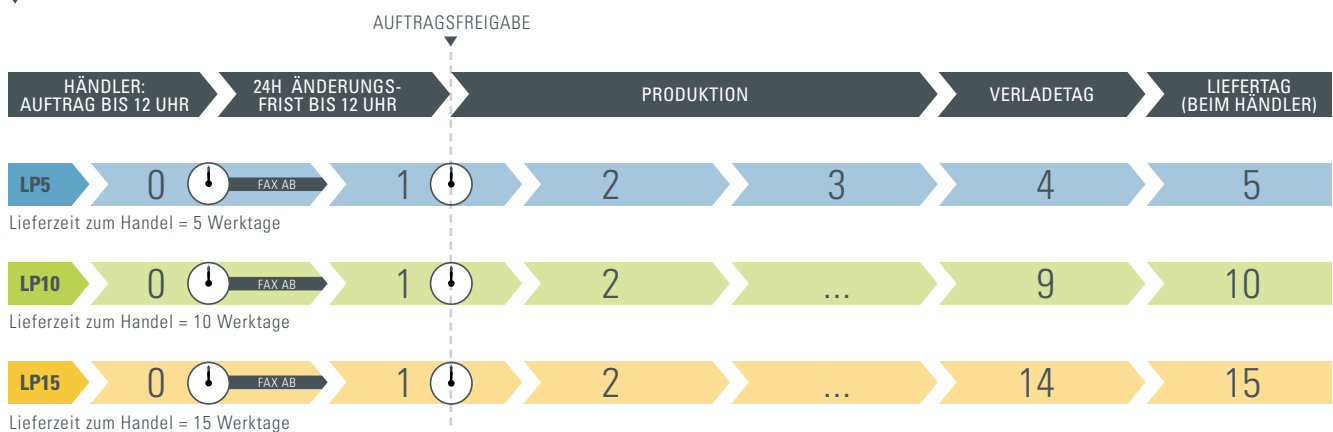 AUFTRAGSFREIGABE
HÄNDLER:
AUFTRAG BIS 12 UHR
24H ÄNDERUNGS-
FRIST BIS 12 UHR
PRODUKTION
VERLADETAG
LIEFERTAG
(BEIM HÄNDLER)
LP5 0 FAX AB 1 2 3 4 5
Lieferzeit zum Handel = 5 Werktage
LP10 0 FAX AB 1 2 ... 9 10
Lieferzeit zum Handel = 10 Werktage
LP15 0 FAX AB 1 2 ... 14 15
Lieferzeit zum Handel = 15 Werktage